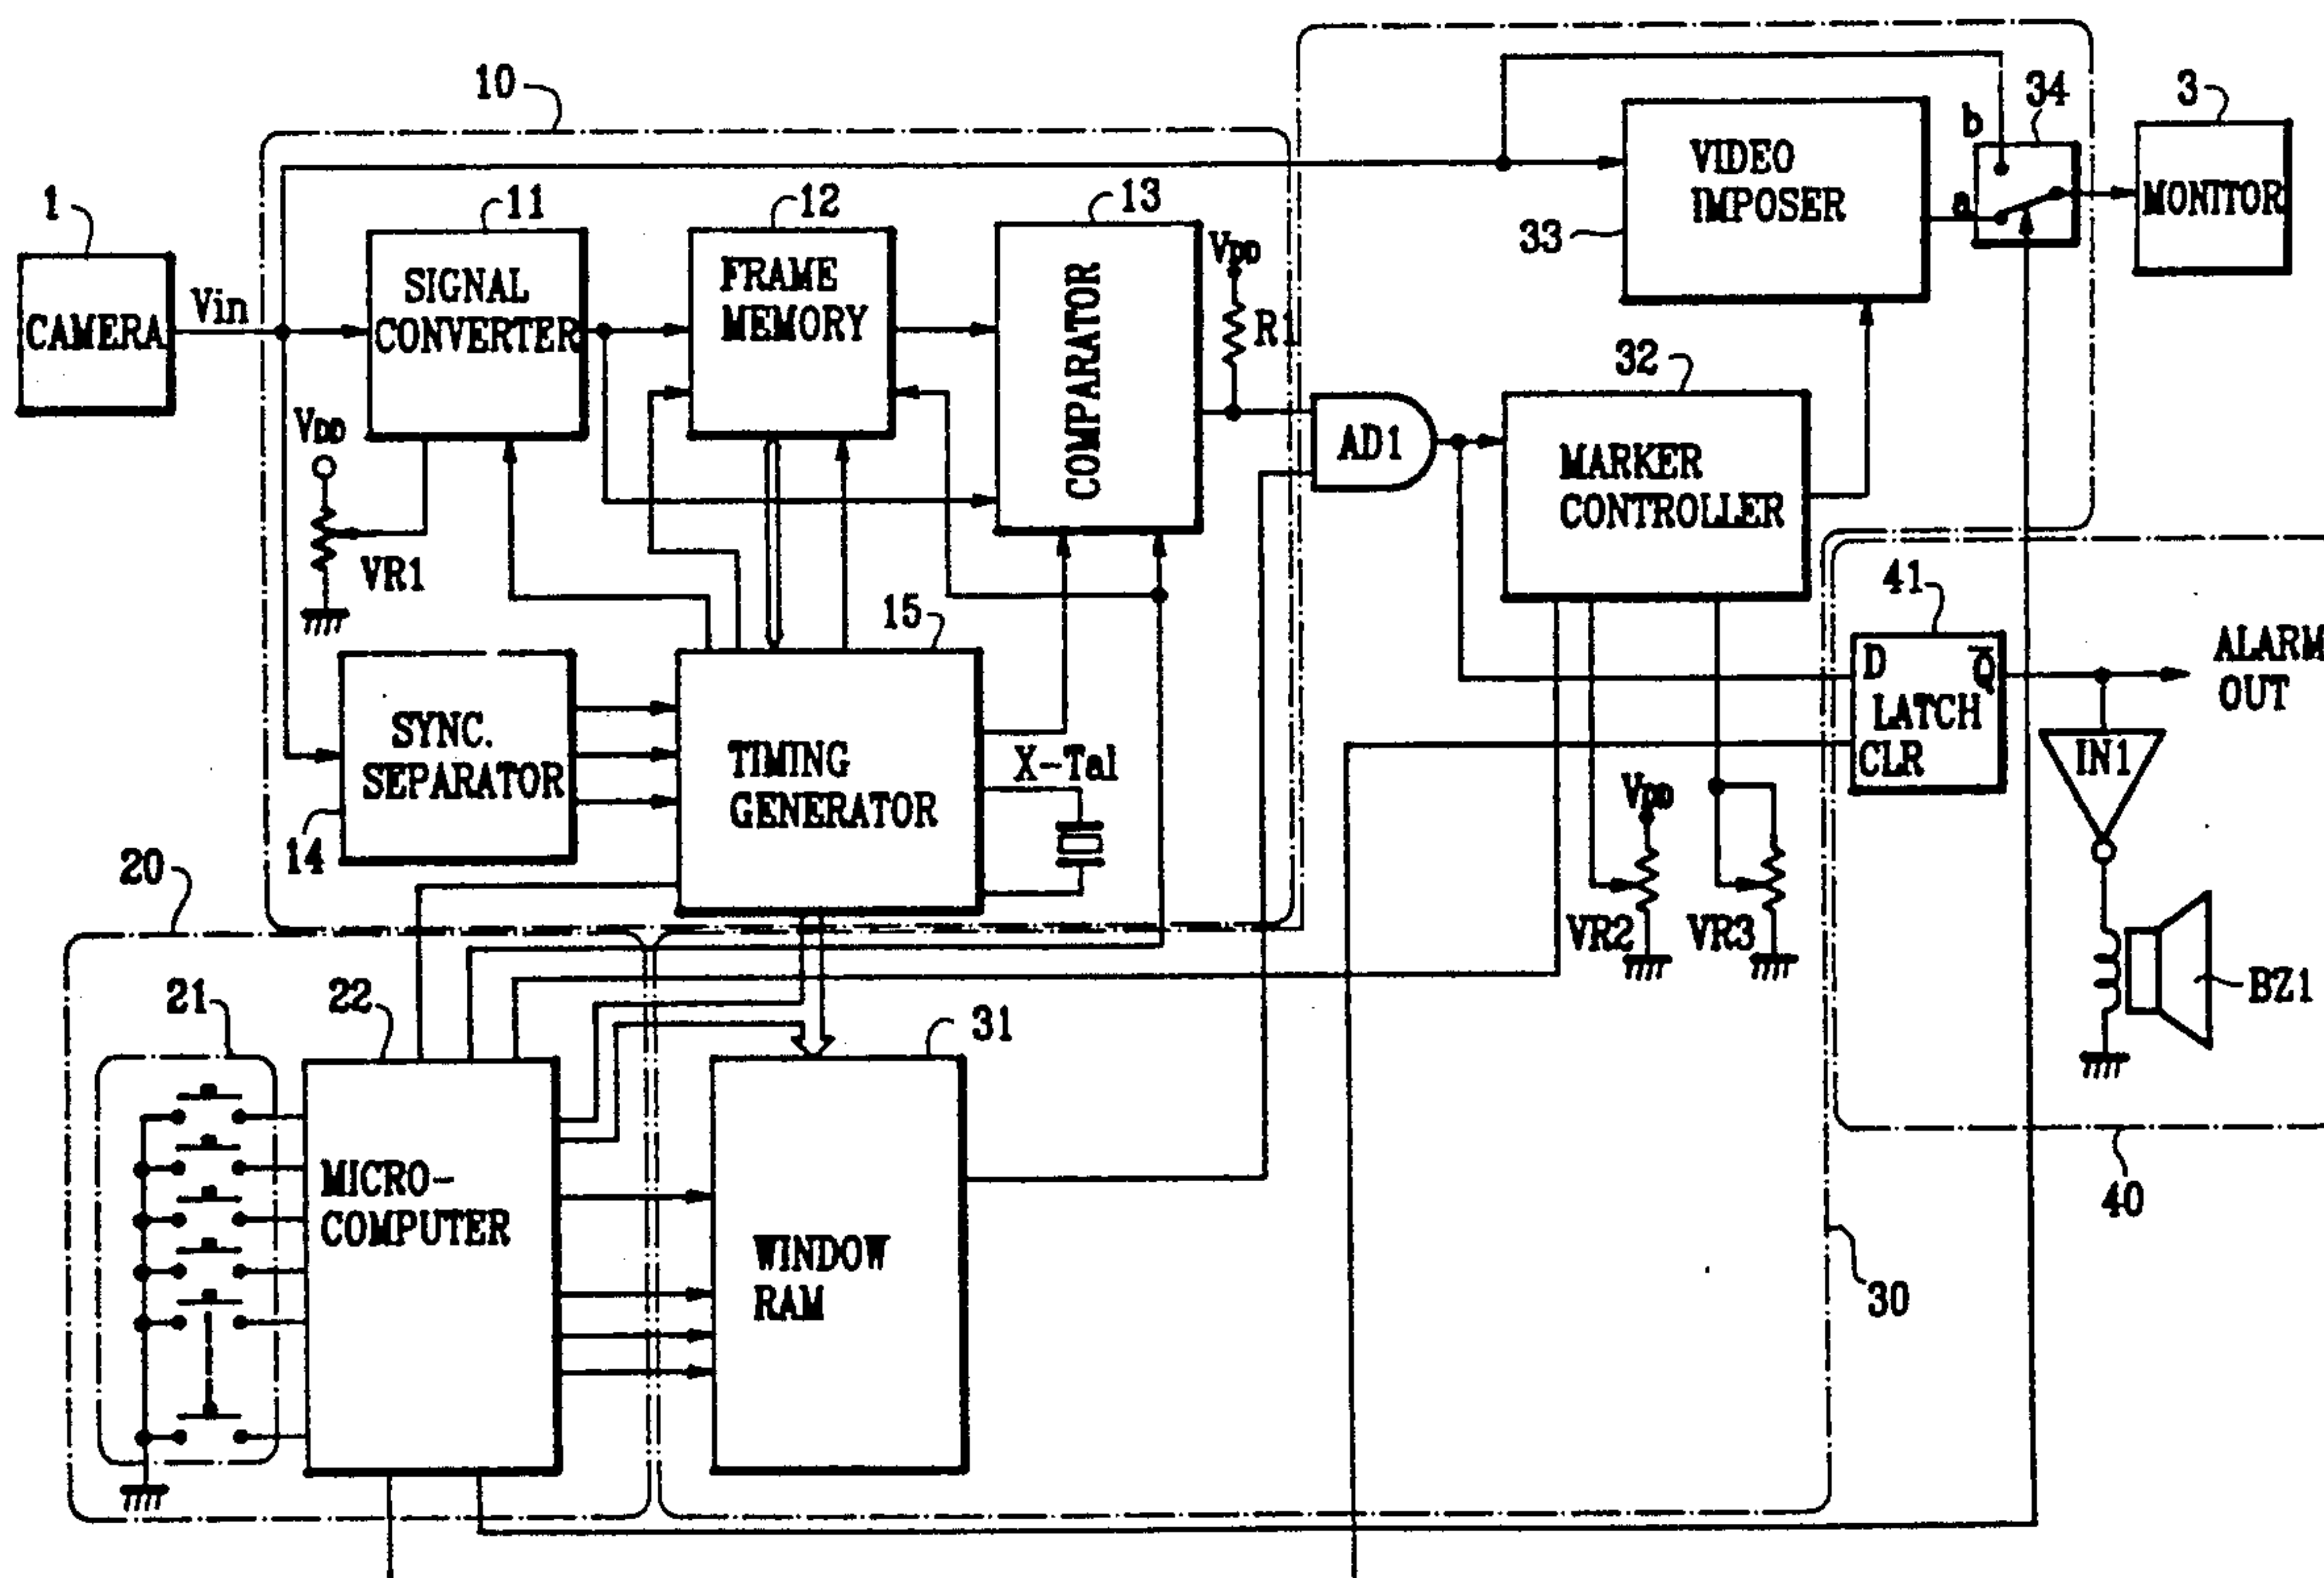 10
1
CAMERA
Vin
11
SIGNAL
CONVERTER
12
FRAME
MEMORY
13
COMPARATOR
VDD
R1
33
VIDEO
IMPOSER
b
a
34
3
MONITOR
VDD
VR1
AD1
32
MARKER
CONTROLLER
14
SYNC.
SEPARATOR
15
TIMING
GENERATOR
X-Tal
VDD
VR2
VR3
41
D
Q̅
LATCH
CLR
ALARM
OUT
IN1
BZ1
40
20
21
22
MICRO-
COMPUTER
31
WINDOW
RAM
30